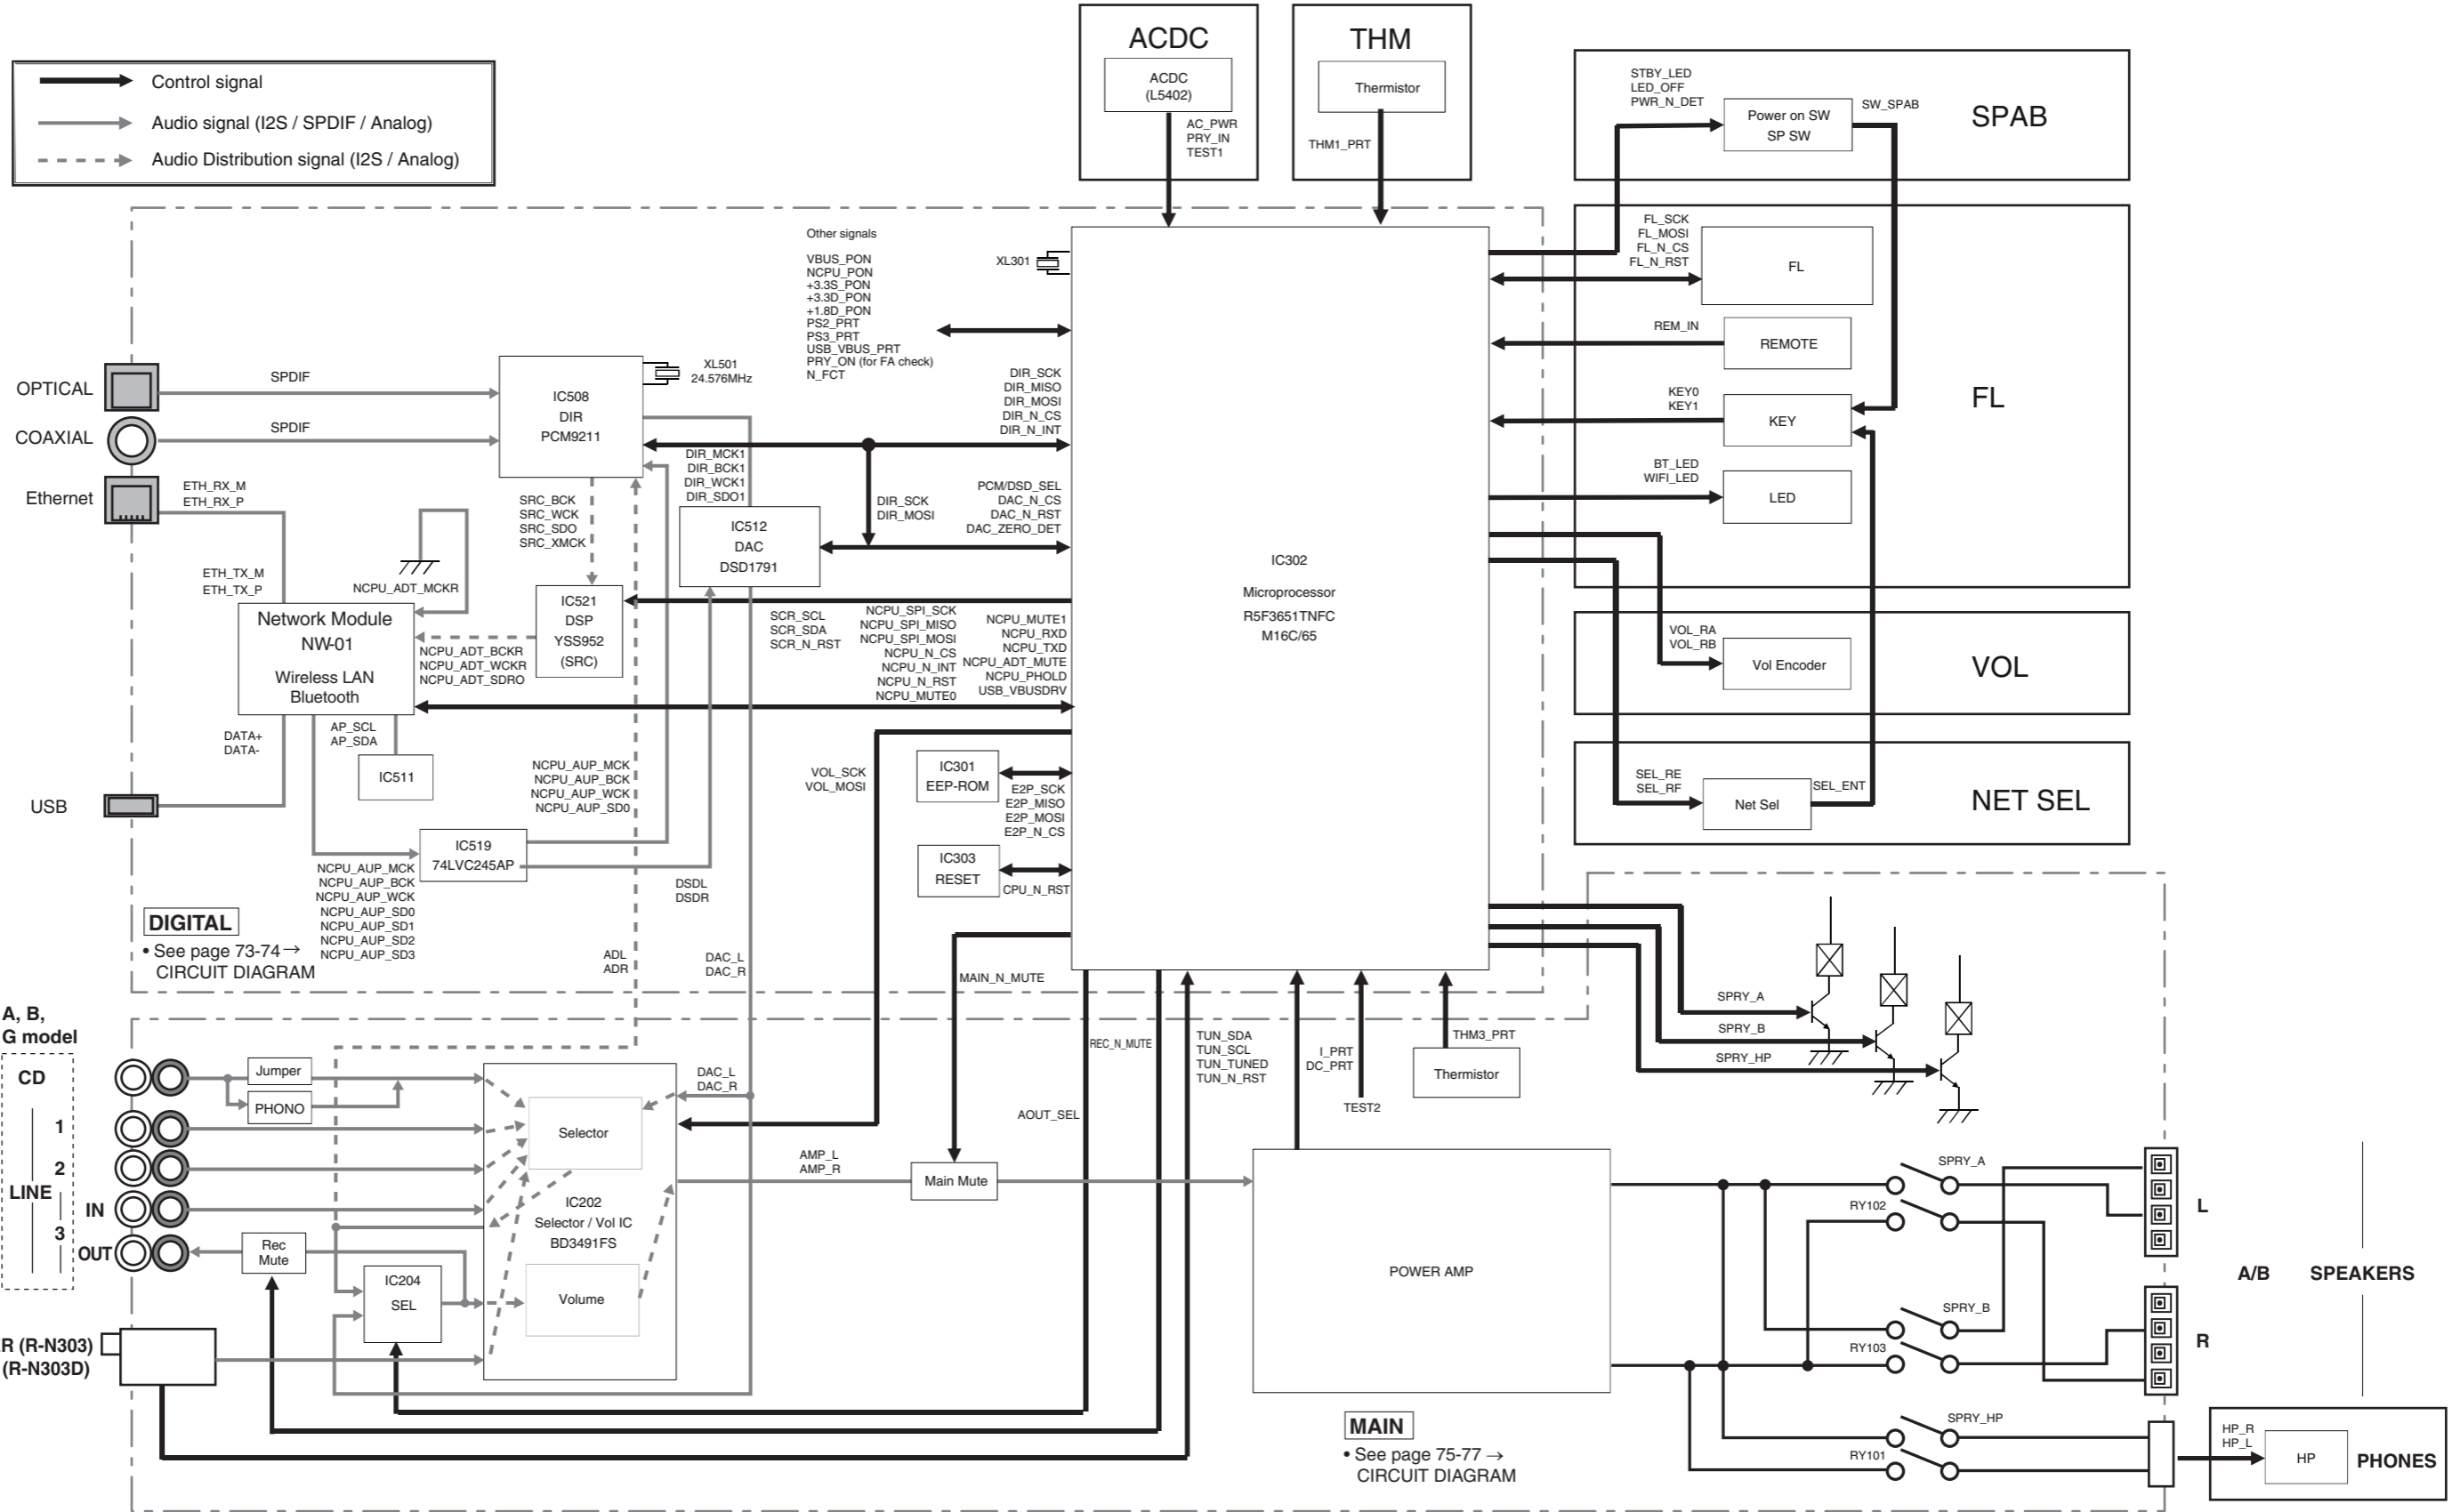 Control signal
Audio signal (I2S / SPDIF / Analog)
Audio Distribution signal (I2S / Analog)
ACDC
ACDC
(L5402)
AC_PWR
PRY_IN
TEST1
THM
Thermistor
THM1_PRT
STBY_LED
LED_OFF
PWR_N_DET
Power on SW
SP SW
SW_SPAB
SPAB
FL_SCK
FL_MOSI
FL_N_CS
FL_N_RST
FL
REM_IN
REMOTE
KEY0
KEY1
KEY
BT_LED
WIFI_LED
LED
FL
VOL_RA
VOL_RB
Vol Encoder
VOL
SEL_RE
SEL_RF
Net Sel
SEL_ENT
NET SEL
Other signals
VBUS_PON
NCPU_PON
+3.3S_PON
+3.3D_PON
+1.8D_PON
PS2_PRT
PS3_PRT
USB_VBUS_PRT
PRY_ON (for FA check)
N_FCT
XL301
IC302
Microprocessor
R5F3651TNFC
M16C/65
OPTICAL
SPDIF
COAXIAL
SPDIF
IC508
DIR
PCM9211
XL501
24.576MHz
DIR_SCK
DIR_MISO
DIR_MOSI
DIR_N_CS
DIR_N_INT
DIR_MCK1
DIR_BCK1
DIR_WCK1
DIR_SDO1
DIR_SCK
DIR_MOSI
PCM/DSD_SEL
DAC_N_CS
DAC_N_RST
DAC_ZERO_DET
Ethernet
ETH_RX_M
ETH_RX_P
ETH_TX_M
ETH_TX_P
NCPU_ADT_MCKR
SRC_BCK
SRC_WCK
SRC_SDO
SRC_XMCK
IC512
DAC
DSD1791
Network Module
NW-01
Wireless LAN
Bluetooth
NCPU_ADT_BCKR
NCPU_ADT_WCKR
NCPU_ADT_SDRO
IC521
DSP
YSS952
(SRC)
SCR_SCL
SCR_SDA
SCR_N_RST
NCPU_SPI_SCK
NCPU_SPI_MISO
NCPU_SPI_MOSI
NCPU_N_CS
NCPU_N_INT
NCPU_N_RST
NCPU_MUTE0
NCPU_MUTE1
NCPU_RXD
NCPU_TXD
NCPU_ADT_MUTE
NCPU_PHOLD
USB_VBUSDRV
DATA+
DATA-
AP_SCL
AP_SDA
IC511
USB
NCPU_AUP_MCK
NCPU_AUP_BCK
NCPU_AUP_WCK
NCPU_AUP_SD0
VOL_SCK
VOL_MOSI
IC301
EEP-ROM
E2P_SCK
E2P_MISO
E2P_MOSI
E2P_N_CS
IC519
74LVC245AP
NCPU_AUP_MCK
NCPU_AUP_BCK
NCPU_AUP_WCK
NCPU_AUP_SD0
NCPU_AUP_SD1
NCPU_AUP_SD2
NCPU_AUP_SD3
DSDL
DSDR
IC303
RESET
CPU_N_RST
DIGITAL
• See page 73-74 →
CIRCUIT DIAGRAM
ADL
ADR
DAC_L
DAC_R
MAIN_N_MUTE
A, B,
G model
CD
1
2
LINE
IN
3
OUT
Jumper
PHONO
Selector
DAC_L
DAC_R
IC202
Selector / Vol IC
BD3491FS
Volume
Rec
Mute
IC204
SEL
AMP_L
AMP_R
Main Mute
AOUT_SEL
REC_N_MUTE
TUN_SDA
TUN_SCL
TUN_TUNED
TUN_N_RST
I_PRT
DC_PRT
TEST2
THM3_PRT
Thermistor
SPRY_A
SPRY_B
SPRY_HP
R (R-N303)
(R-N303D)
POWER AMP
SPRY_A
RY102
SPRY_B
RY103
SPRY_HP
RY101
L
R
A/B
SPEAKERS
MAIN
• See page 75-77 →
CIRCUIT DIAGRAM
HP_R
HP_L
HP
PHONES